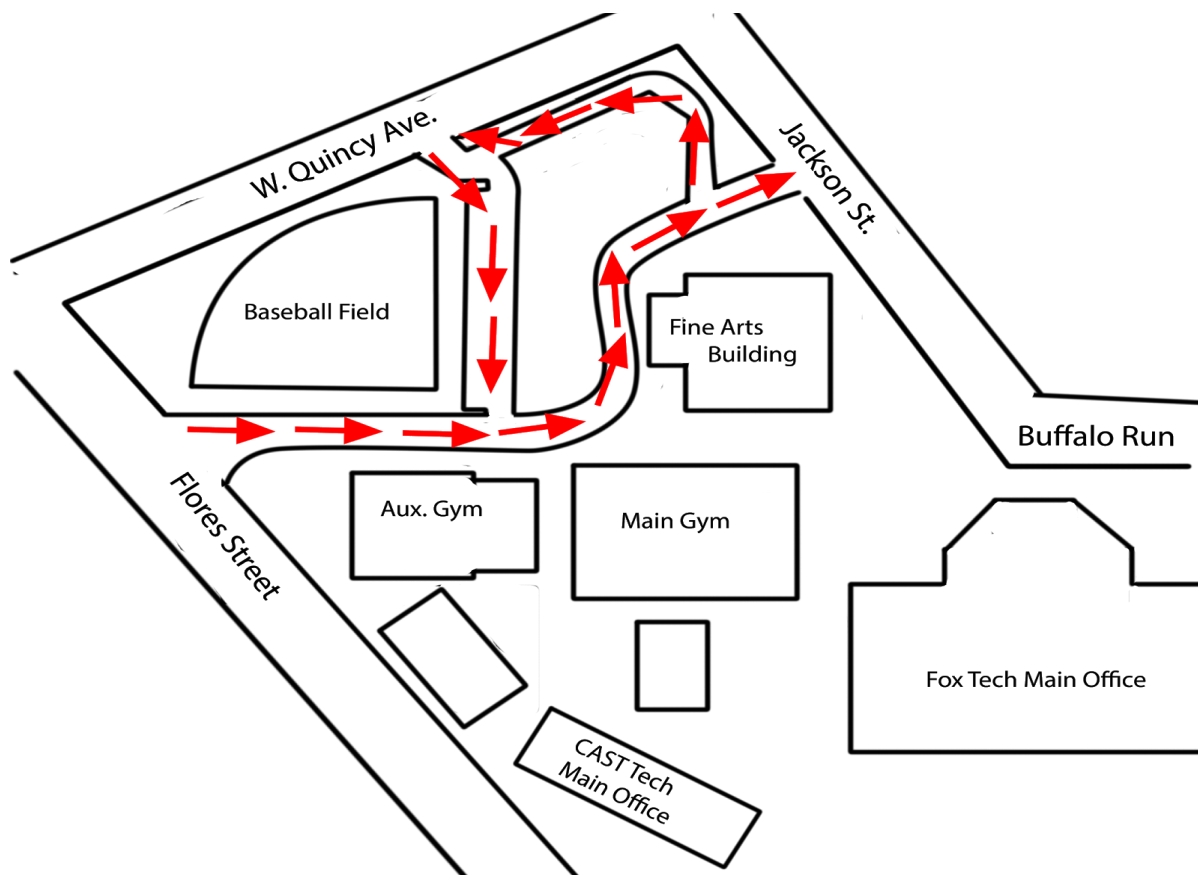 W. Quincy Ave.
Jackson St.
Baseball Field
Fine Arts
Building
Buffalo Run
Flores Street
Aux. Gym
Main Gym
Fox Tech Main Office
CAST Tech
Main Office